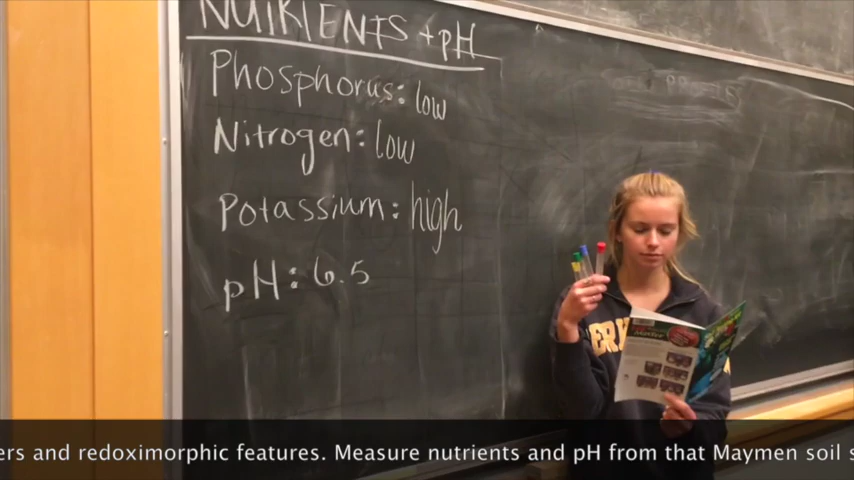 NUTRIENTS + pH
Phosphorus: low
Nitrogen: low
Potassium: high
pH: 6.5
ERK
ers and redoximorphic features. Measure nutrients and pH from that Maymen soil s